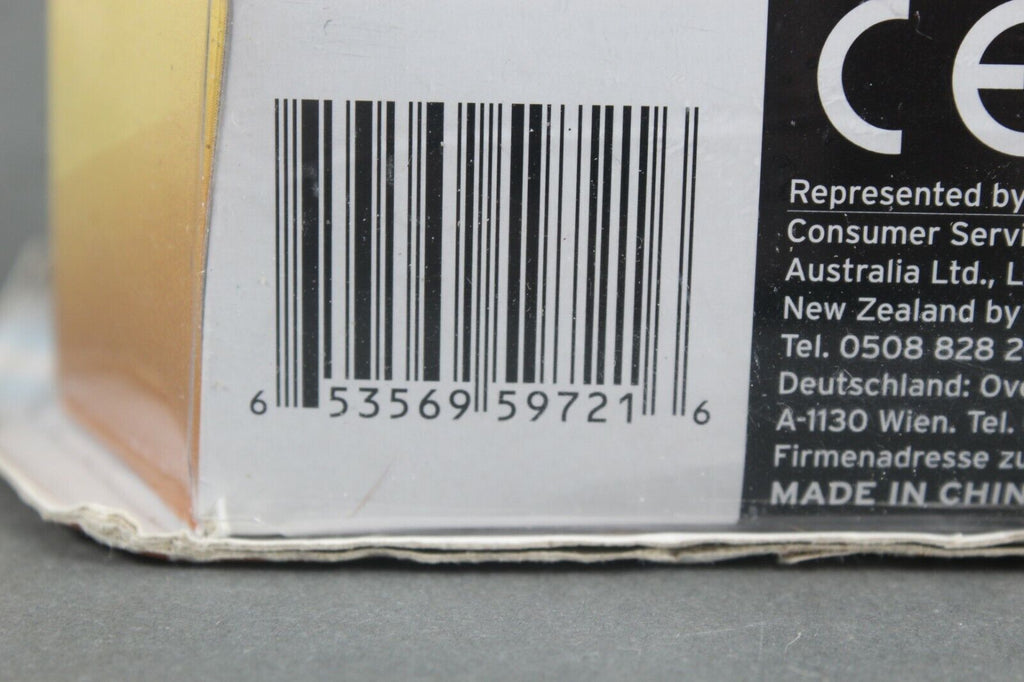 6 53569 59721 6
CE
Represented by
Consumer Servi
Australia Ltd., L
New Zealand by
Tel. 0508 828 2
Deutschland: Ove
A-1130 Wien. Tel.
Firmenadresse zu
MADE IN CHIN